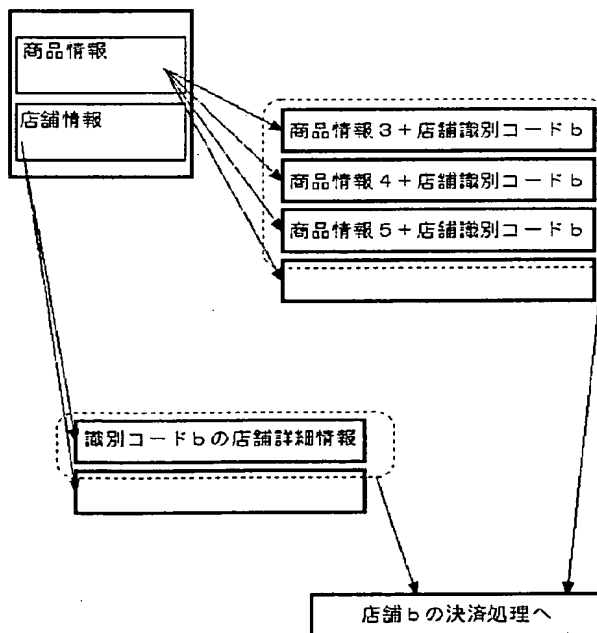 商品情報
店舗情報
商品情報３＋店舗識別コードｂ
商品情報４＋店舗識別コードｂ
商品情報５＋店舗識別コードｂ
識別コードｂの店舗詳細情報
店舗ｂの決済処理へ